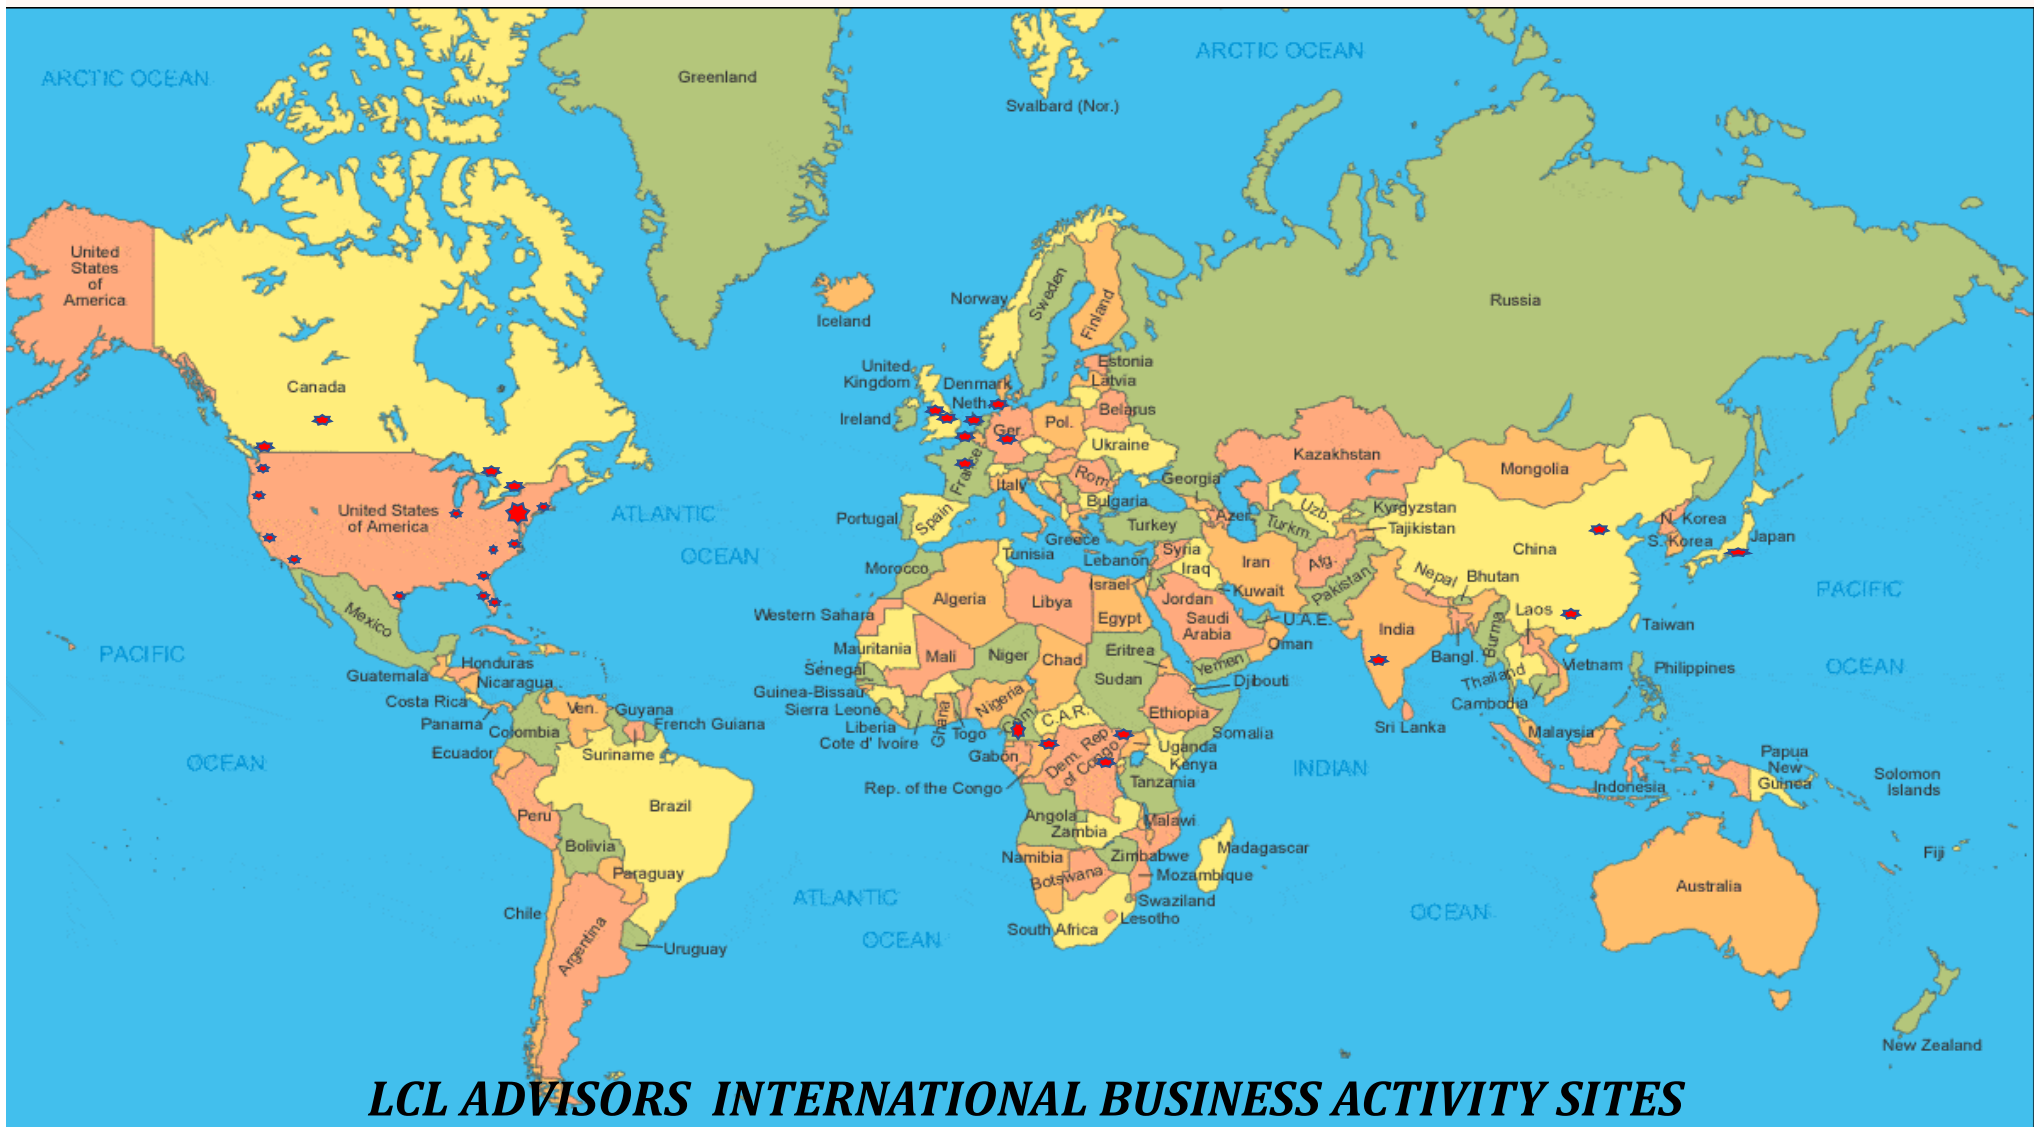 ARCTIC OCEAN
ARCTIC OCEAN
Greenland
Svalbard (Nor.)
United
States
of
America
Canada
United States
of America
Mexico
Guatemala
Honduras
Nicaragua
Costa Rica
Panama
Ven.
Guyana
French Guiana
Colombia
Suriname
Ecuador
Brazil
Peru
Bolivia
Paraguay
Chile
Argentina
Uruguay
ATLANTIC
OCEAN
PACIFIC
OCEAN
ATLANTIC
OCEAN
Iceland
Norway
Sweden
Finland
Russia
United
Kingdom
Ireland
Denmark
Neth.
Estonia
Latvia
Belarus
Ger.
Pol.
Ukraine
France
Italy
Rom.
Bulgaria
Portugal
Spain
Greece
Georgia
Azer.
Turkey
Turkm.
Uzb.
Kazakhstan
Kyrgyzstan
Tajikistan
Mongolia
China
N. Korea
S. Korea
Japan
Morocco
Tunisia
Lebanon
Syria
Israel
Iraq
Iran
Afg.
Pakistan
Nepal
Bhutan
Jordan
Kuwait
Saudi
Arabia
U.A.E.
Oman
Yemen
India
Bangl.
Burma
Laos
Thailand
Vietnam
Cambodia
Taiwan
Philippines
Sri Lanka
Malaysia
Indonesia
Papua
New
Guinea
Solomon
Islands
Fiji
Australia
New Zealand
PACIFIC
OCEAN
INDIAN
OCEAN
Western Sahara
Algeria
Libya
Egypt
Mauritania
Mali
Niger
Chad
Sudan
Eritrea
Djibouti
Senegal
Guinea-Bissau
Sierra Leone
Liberia
Cote d' Ivoire
Ghana
Togo
Nigeria
Cam.
C.A.R.
Ethiopia
Somalia
Gabon
Rep. of the Congo
Dem. Rep.
of Congo
Uganda
Kenya
Tanzania
Angola
Zambia
Malawi
Namibia
Botswana
Zimbabwe
Mozambique
Madagascar
Swaziland
Lesotho
South Africa
LCL ADVISORS INTERNATIONAL BUSINESS ACTIVITY SITES